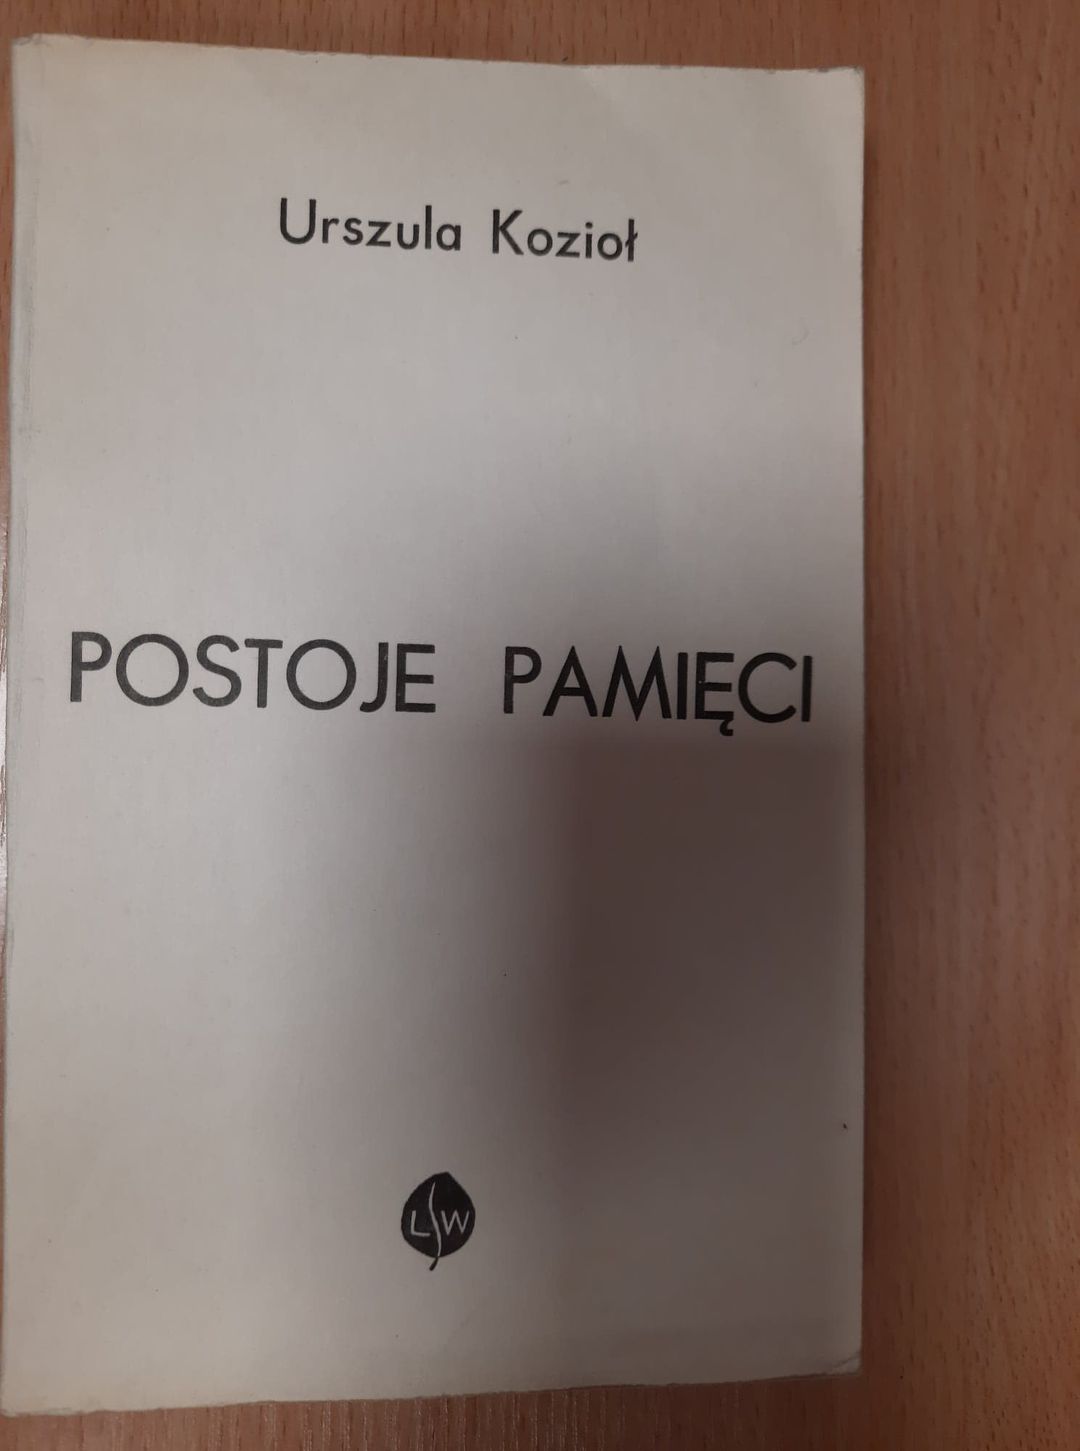 Urszula Kozioł
POSTOJE PAMIĘCI
LSW